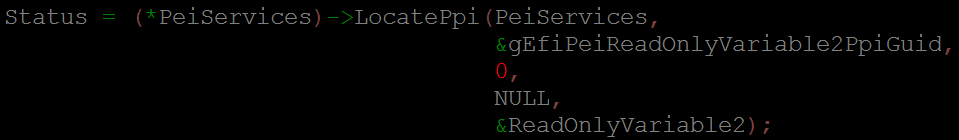 Status = (*PeiServices)->LocatePpi(PeiServices,
&gEfiPeiReadOnlyVariable2PpiGuid,
0,
NULL,
&ReadOnlyVariable2);